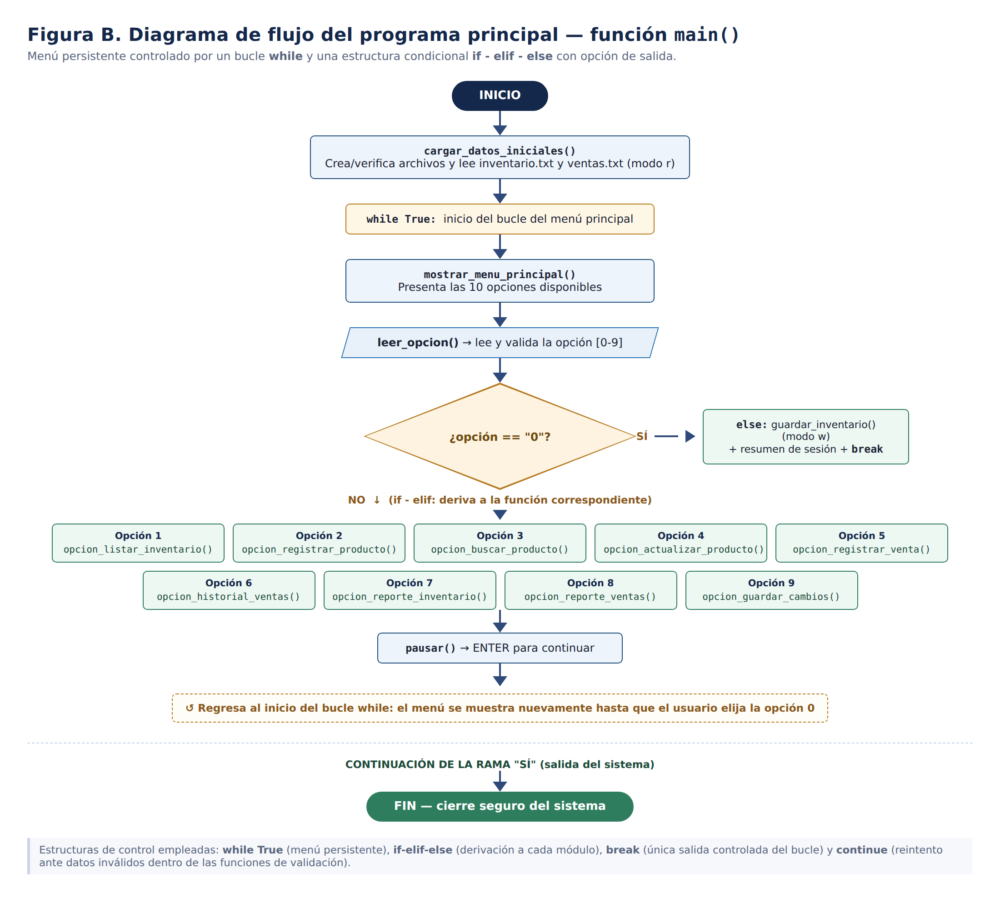 Figura B. Diagrama de flujo del programa principal — función main()
Menú persistente controlado por un bucle while y una estructura condicional if - elif - else con opción de salida.
INICIO
cargar_datos_iniciales()
Crea/verifica archivos y lee inventario.txt y ventas.txt (modo r)
while True: inicio del bucle del menú principal
mostrar_menu_principal()
Presenta las 10 opciones disponibles
leer_opcion() → lee y valida la opción [0-9]
¿opción == "0"?
SÍ
else: guardar_inventario()
(modo w)
+ resumen de sesión + break
NO ↓ (if - elif: deriva a la función correspondiente)
Opción 1
opcion_listar_inventario()
Opción 2
opcion_registrar_producto()
Opción 3
opcion_buscar_producto()
Opción 4
opcion_actualizar_producto()
Opción 5
opcion_registrar_venta()
Opción 6
opcion_historial_ventas()
Opción 7
opcion_reporte_inventario()
Opción 8
opcion_reporte_ventas()
Opción 9
opcion_guardar_cambios()
pausar() → ENTER para continuar
↺ Regresa al inicio del bucle while: el menú se muestra nuevamente hasta que el usuario elija la opción 0
CONTINUACIÓN DE LA RAMA "SÍ" (salida del sistema)
FIN — cierre seguro del sistema
Estructuras de control empleadas: while True (menú persistente), if-elif-else (derivación a cada módulo), break (única salida controlada del bucle) y continue (reintento
ante datos inválidos dentro de las funciones de validación).